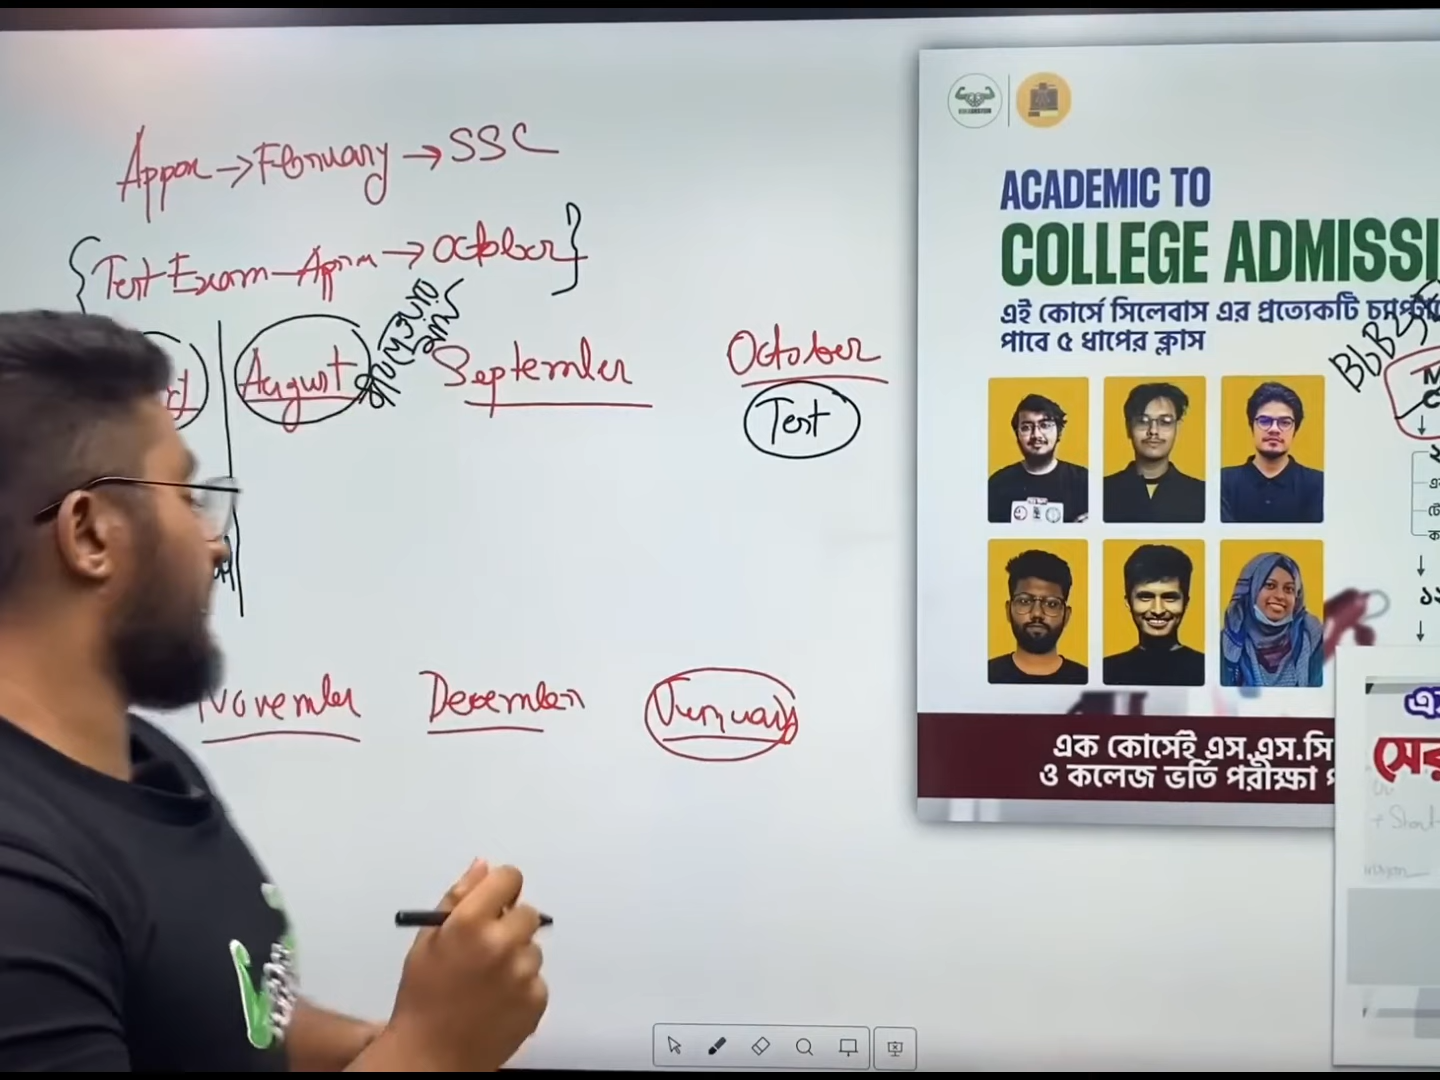 Appox → February → SSC
{Test Exam - Appox → October}
August
September
October
Test
November
December
January
ACADEMIC TO
COLLEGE ADMISSI
এই কোর্সে সিলেবাস এর প্রত্যেকটি চ্যাপ্টারে
পাবে ৫ ধাপের ক্লাস
এক কোর্সেই এস.এস.সি
ও কলেজ ভর্তি পরীক্ষা